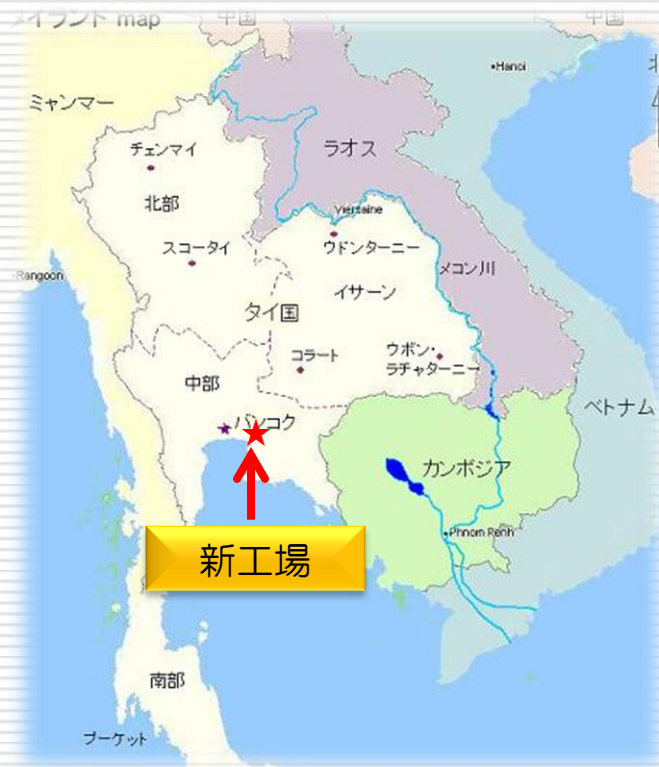 メイランド map
中国
中国
Hanoi
ミャンマー
チェンマイ
ラオス
北部
Vientaine
スコータイ
ウドンターニー
Rangoon
メコン川
イサーン
タイ国
コラート
ウボン・
ラチャターニー
中部
ベトナム
バンコク
カンボジア
Phnom Penh
新工場
南部
プーケット